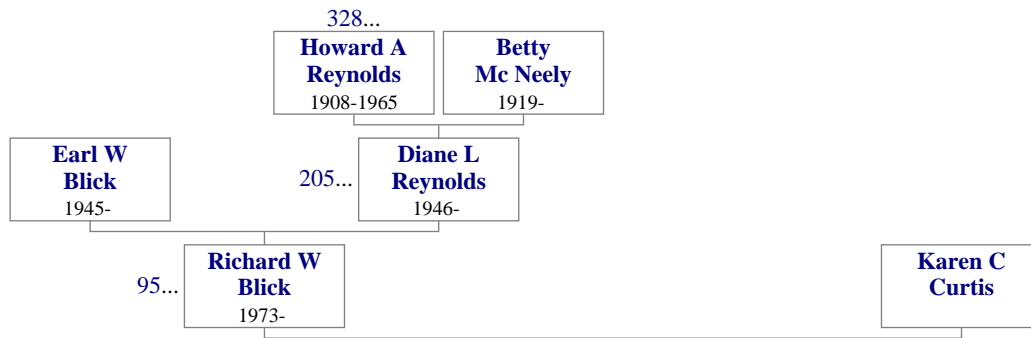 328...
Howard A
Reynolds
1908-1965
Betty
Mc Neely
1919-
Earl W
Blick
1945-
205...
Diane L
Reynolds
1946-
95...
Richard W
Blick
1973-
Karen C
Curtis